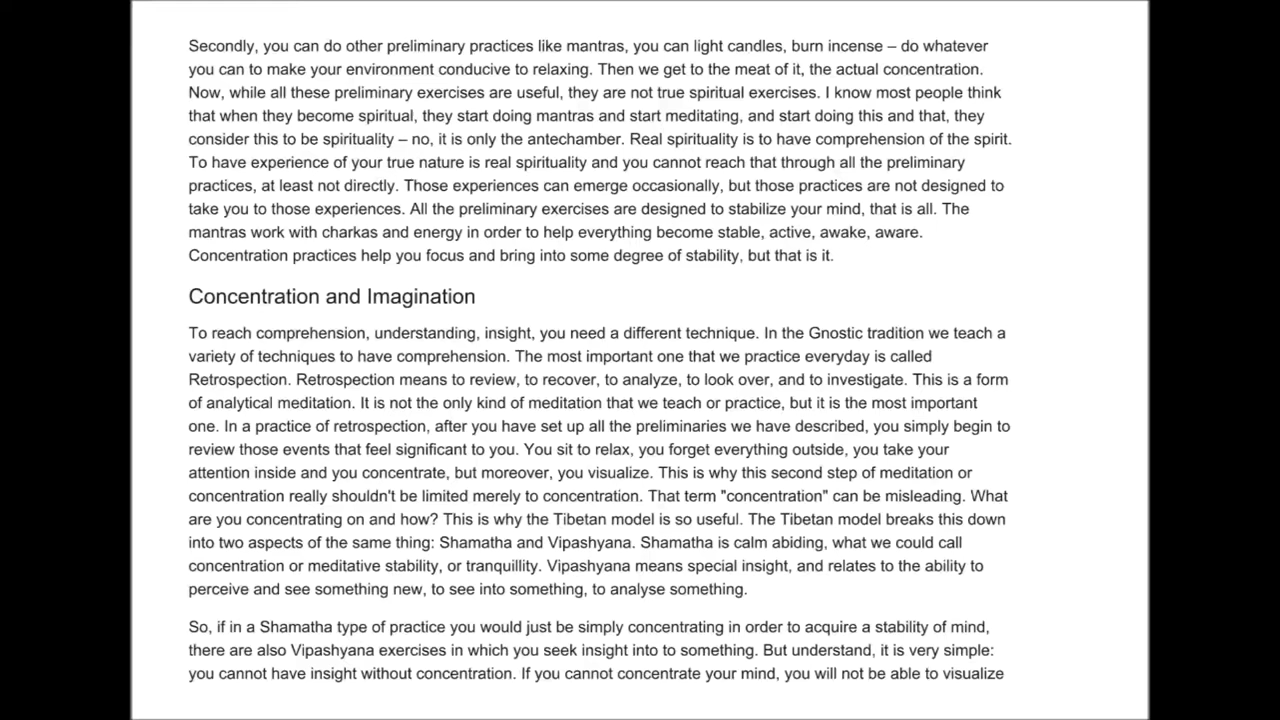 Secondly, you can do other preliminary practices like mantras, you can light candles, burn incense – do whatever
you can to make your environment conducive to relaxing. Then we get to the meat of it, the actual concentration.
Now, while all these preliminary exercises are useful, they are not true spiritual exercises. I know most people think
that when they become spiritual, they start doing mantras and start meditating, and start doing this and that, they
consider this to be spirituality – no, it is only the antechamber. Real spirituality is to have comprehension of the spirit.
To have experience of your true nature is real spirituality and you cannot reach that through all the preliminary
practices, at least not directly. Those experiences can emerge occasionally, but those practices are not designed to
take you to those experiences. All the preliminary exercises are designed to stabilize your mind, that is all. The
mantras work with charkas and energy in order to help everything become stable, active, awake, aware.
Concentration practices help you focus and bring into some degree of stability, but that is it.
Concentration and Imagination
To reach comprehension, understanding, insight, you need a different technique. In the Gnostic tradition we teach a
variety of techniques to have comprehension. The most important one that we practice everyday is called
Retrospection. Retrospection means to review, to recover, to analyze, to look over, and to investigate. This is a form
of analytical meditation. It is not the only kind of meditation that we teach or practice, but it is the most important
one. In a practice of retrospection, after you have set up all the preliminaries we have described, you simply begin to
review those events that feel significant to you. You sit to relax, you forget everything outside, you take your
attention inside and you concentrate, but moreover, you visualize. This is why this second step of meditation or
concentration really shouldn't be limited merely to concentration. That term "concentration" can be misleading. What
are you concentrating on and how? This is why the Tibetan model is so useful. The Tibetan model breaks this down
into two aspects of the same thing: Shamatha and Vipashyana. Shamatha is calm abiding, what we could call
concentration or meditative stability, or tranquillity. Vipashyana means special insight, and relates to the ability to
perceive and see something new, to see into something, to analyse something.
So, if in a Shamatha type of practice you would just be simply concentrating in order to acquire a stability of mind,
there are also Vipashyana exercises in which you seek insight into to something. But understand, it is very simple:
you cannot have insight without concentration. If you cannot concentrate your mind, you will not be able to visualize